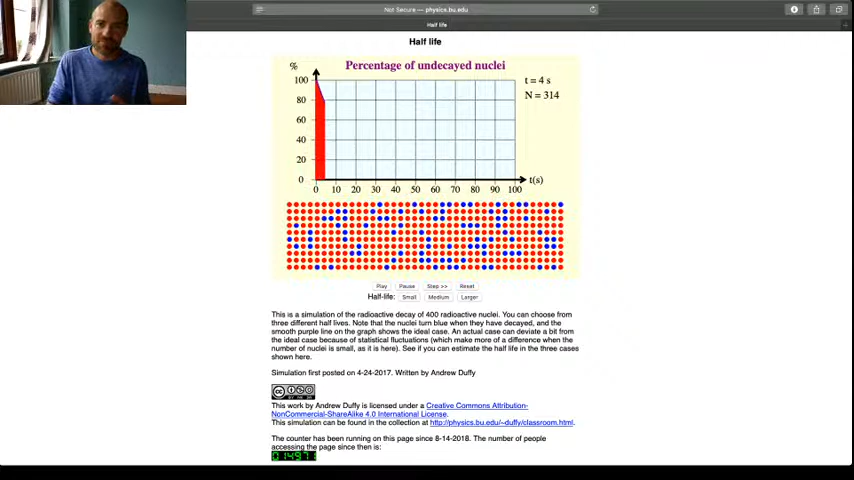 Not Secure — physics.bu.edu
Half life
Half life
%
Percentage of undecayed nuclei
100
80
60
40
20
0
0 10 20 30 40 50 60 70 80 90 100
t(s)
t = 4 s
N = 314
Play Pause Step >> Reset
Half-life: Small Medium Larger
This is a simulation of the radioactive decay of 400 radioactive nuclei. You can choose from
three different half lives. Note that the nuclei turn blue when they have decayed, and the
smooth purple line on the graph shows the ideal case. An actual case can deviate a bit from
the ideal case because of statistical fluctuations (which make more of a difference when the
number of nuclei is small, as it is here). See if you can estimate the half life in the three cases
shown here.
Simulation first posted on 4-24-2017. Written by Andrew Duffy
This work by Andrew Duffy is licensed under a Creative Commons Attribution-
NonCommercial-ShareAlike 4.0 International License.
This simulation can be found in the collection at http://physics.bu.edu/~duffy/classroom.html.
The counter has been running on this page since 8-14-2018. The number of people
accessing the page since then is: